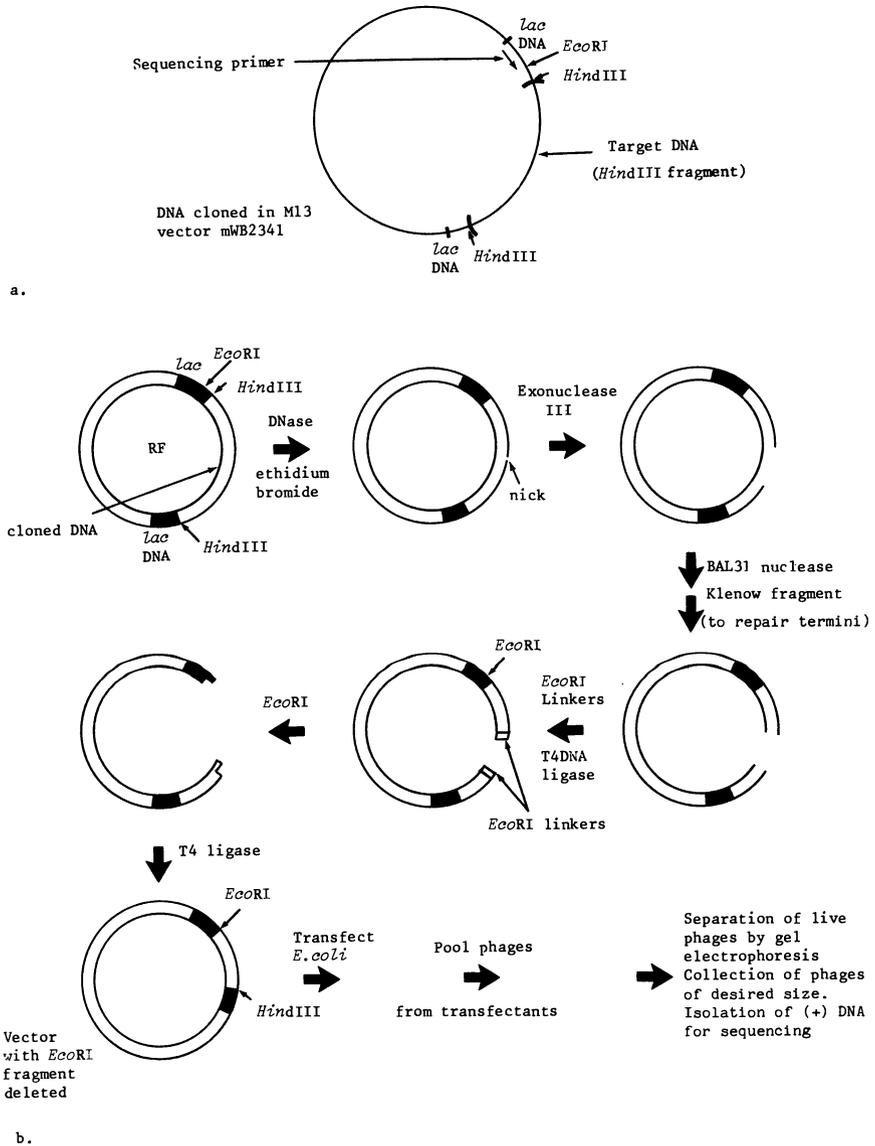 lac
DNA
EcoRI
HindIII
Sequencing primer
Target DNA
(HindIII fragment)
DNA cloned in M13
vector mWB2341
lac
DNA
HindIII
a.
lac
EcoRI
HindIII
RF
cloned DNA
lac
DNA
HindIII
DNase
ethidium
bromide
nick
Exonuclease
III
BAL31 nuclease
Klenow fragment
(to repair termini)
EcoRI
Linkers
T4DNA
ligase
EcoRI
EcoRI linkers
EcoRI
T4 ligase
EcoRI
HindIII
Vector
with EcoRI
fragment
deleted
Transfect
E.coli
Pool phages
from transfectants
Separation of live
phages by gel
electrophoresis
Collection of phages
of desired size.
Isolation of (+) DNA
for sequencing
b.